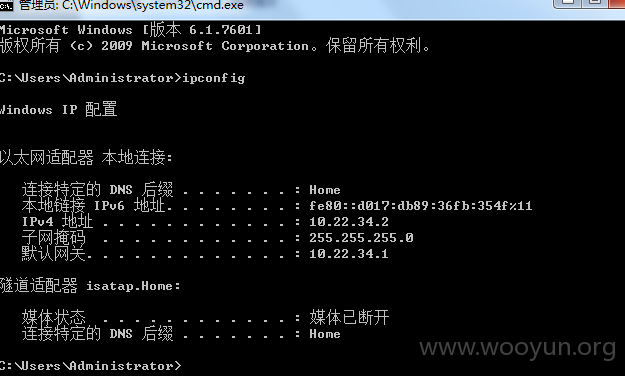 管理员: C:\Windows\system32\cmd.exe
Microsoft Windows [版本 6.1.7601]
版权所有 (c) 2009 Microsoft Corporation。保留所有权利。
C:\Users\Administrator>ipconfig
Windows IP 配置
以太网适配器 本地连接:
连接特定的 DNS 后缀 . . . . . . . : Home
本地链接 IPv6 地址. . . . . . . . : fe80::d017:db89:36fb:354f%11
IPv4 地址 . . . . . . . . . . . . : 10.22.34.2
子网掩码 . . . . . . . . . . . . : 255.255.255.0
默认网关. . . . . . . . . . . . . : 10.22.34.1
隧道适配器 isatap.Home:
媒体状态 . . . . . . . . . . . . : 媒体已断开
连接特定的 DNS 后缀 . . . . . . . : Home
C:\Users\Administrator>
www.wooyun.org